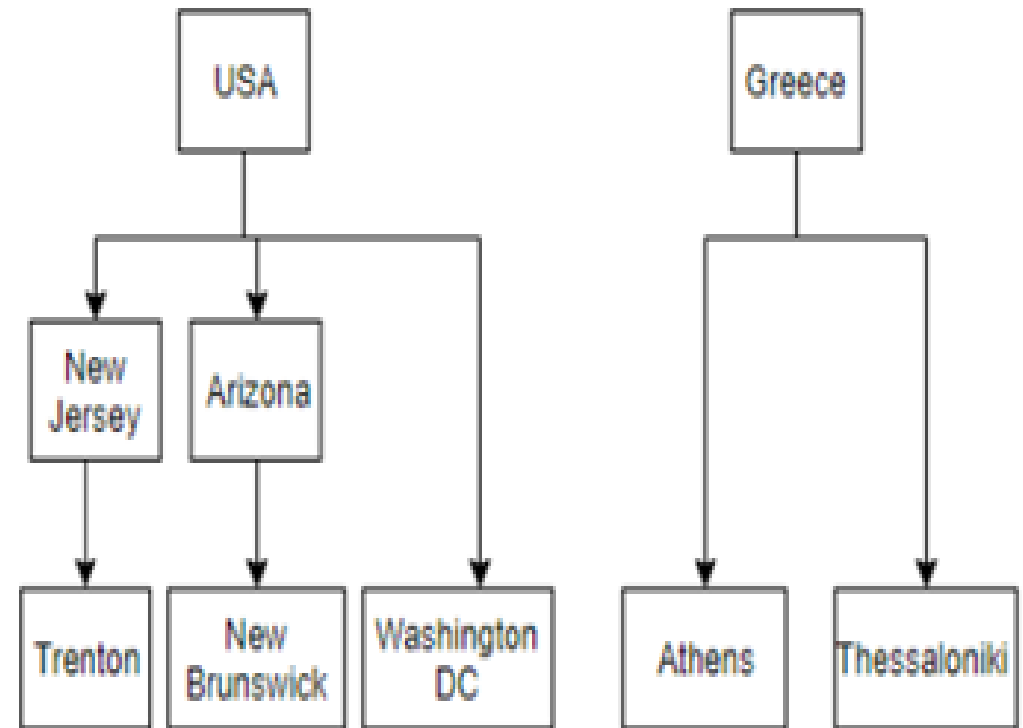 USA
Greece
New
Jersey
Arizona
Trenton
New
Brunswick
Washington
DC
Athens
Thessaloniki